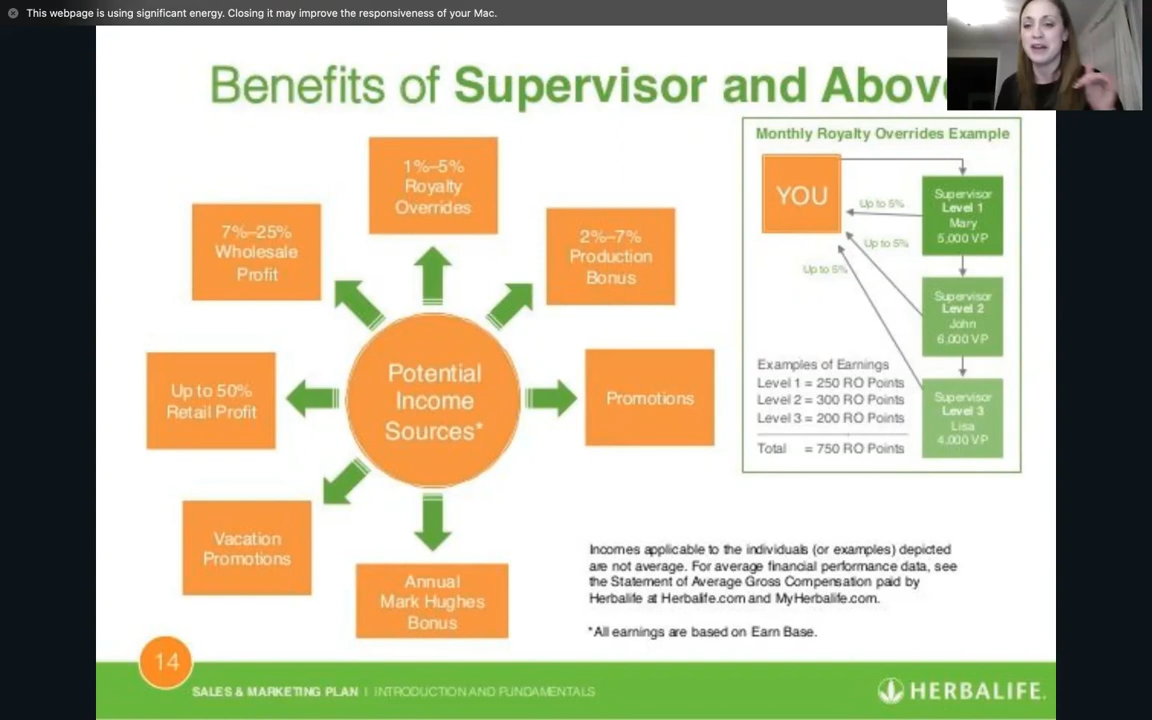 This webpage is using significant energy. Closing it may improve the responsiveness of your Mac.
Benefits of Supervisor and Above
1%–5%
Royalty
Overrides
7%–25%
Wholesale
Profit
2%–7%
Production
Bonus
Up to 50%
Retail Profit
Potential
Income
Sources*
Promotions
Vacation
Promotions
Annual
Mark Hughes
Bonus
Monthly Royalty Overrides Example
YOU
Up to 5%
Up to 5%
Up to 5%
Supervisor
Level 1
Mary
5,000 VP
Supervisor
Level 2
John
6,000 VP
Supervisor
Level 3
Lisa
4,000 VP
Examples of Earnings
Level 1 = 250 RO Points
Level 2 = 300 RO Points
Level 3 = 200 RO Points
Total = 750 RO Points
Incomes applicable to the individuals (or examples) depicted
are not average. For average financial performance data, see
the Statement of Average Gross Compensation paid by
Herbalife at Herbalife.com and MyHerbalife.com.
*All earnings are based on Earn Base.
14
SALES & MARKETING PLAN | INTRODUCTION AND FUNDAMENTALS
HERBALIFE.